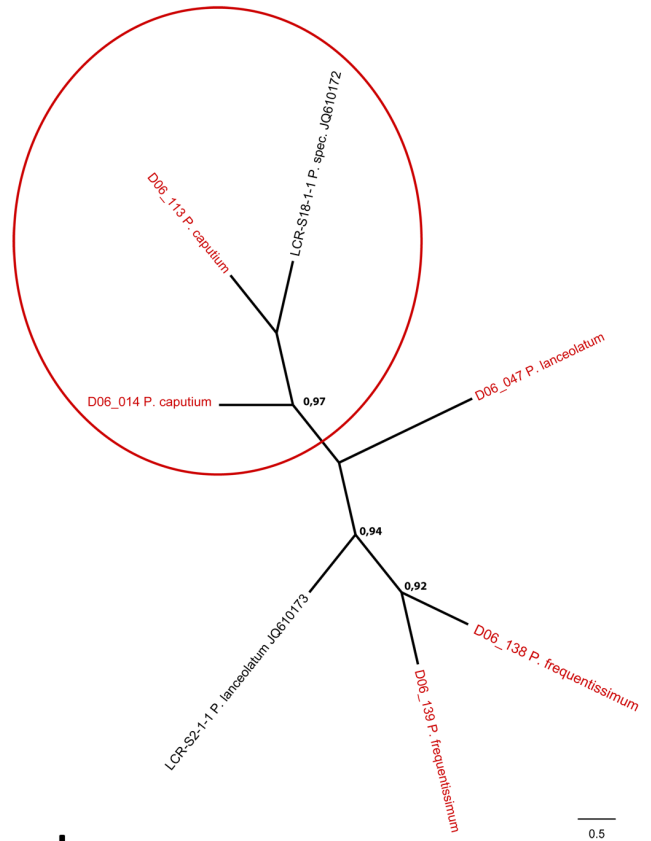 LCR-S18-1-1 P. spec. JQ610172
D06_113 P. caputium
D06_047 P. lanceolatum
D06_014 P. caputium
0,97
0,94
0,92
LCR-S2-1-1 P. lanceolatum JQ610173
D06_138 P. frequentissimum
D06_139 P. frequentissimum
0.5